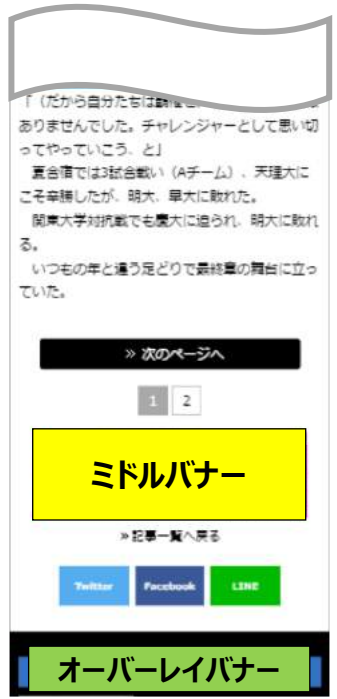 「（だから自分たちは
ありませんでした。チャレンジャーとして思い切
ってやっていこう、と」
夏合宿では3試合戦い（Aチーム）、天理大に
こそ辛勝したが、明大、早大に敗れた。
関東大学対抗戦でも慶大に迫られ、明大に敗れ
る。
いつもの年と違う足どりで最終章の舞台に立っ
ていた。
» 次のページへ
1 2
ミドルバナー
» 記事一覧へ戻る
Twitter Facebook LINE
オーバーレイバナー